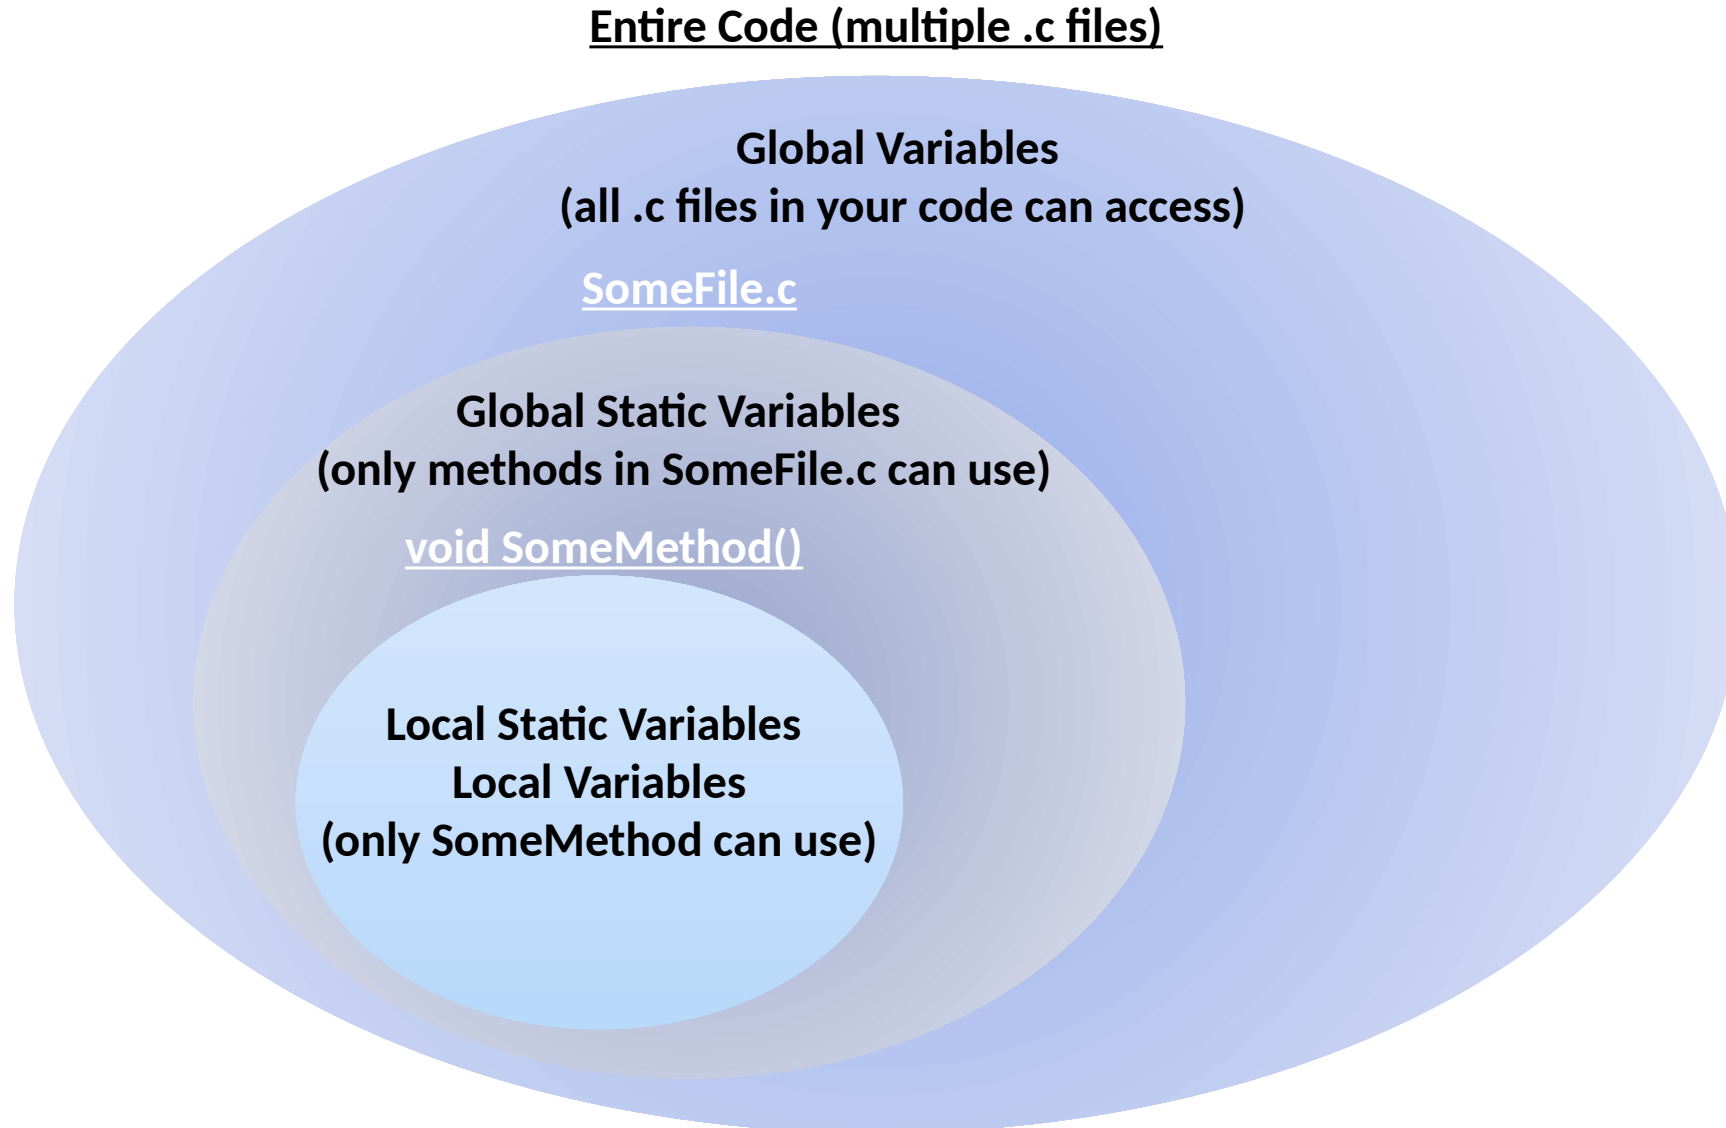 Entire Code (multiple .c files)
Global Variables
(all .c files in your code can access)
SomeFile.c
Global Static Variables
(only methods in SomeFile.c can use)
void SomeMethod()
Local Static Variables
Local Variables
(only SomeMethod can use)